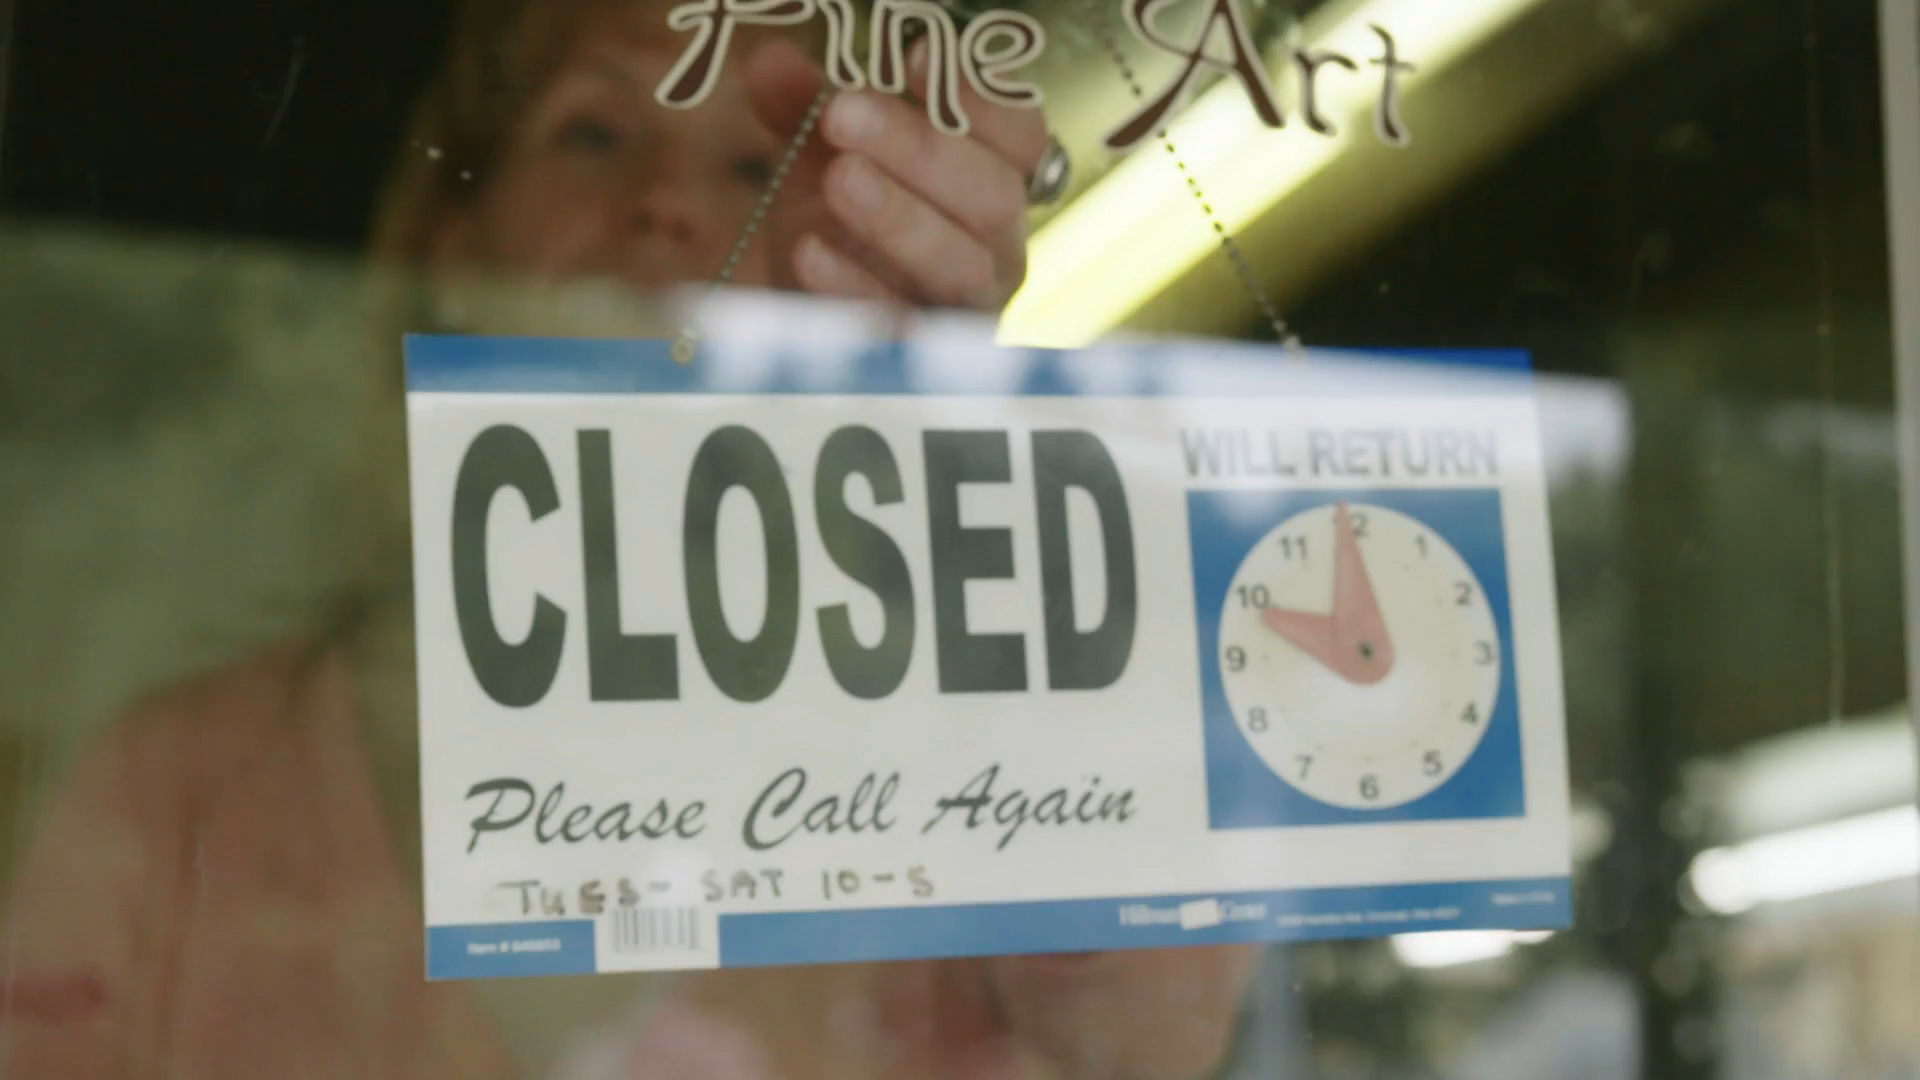 Fine Art
CLOSED
WILL RETURN
11 12 1
10 2
9 3
8 4
7 6 5
Please Call Again
TUES- SAT 10-5